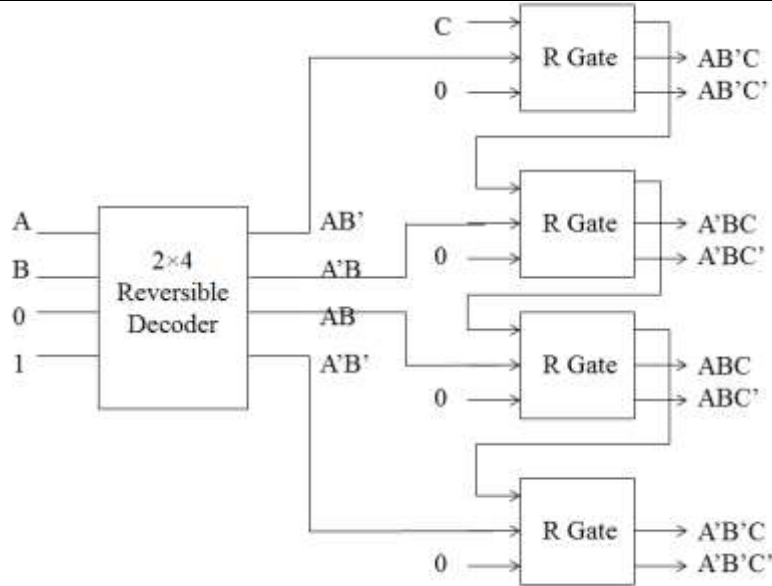 C
R Gate
AB’C
0
AB’C’
A
AB’
R Gate
A’BC
B
2×4
A’B
0
A’BC’
Reversible
0
Decoder
AB
1
A’B’
R Gate
ABC
0
ABC’
R Gate
A’B’C
0
A’B’C’